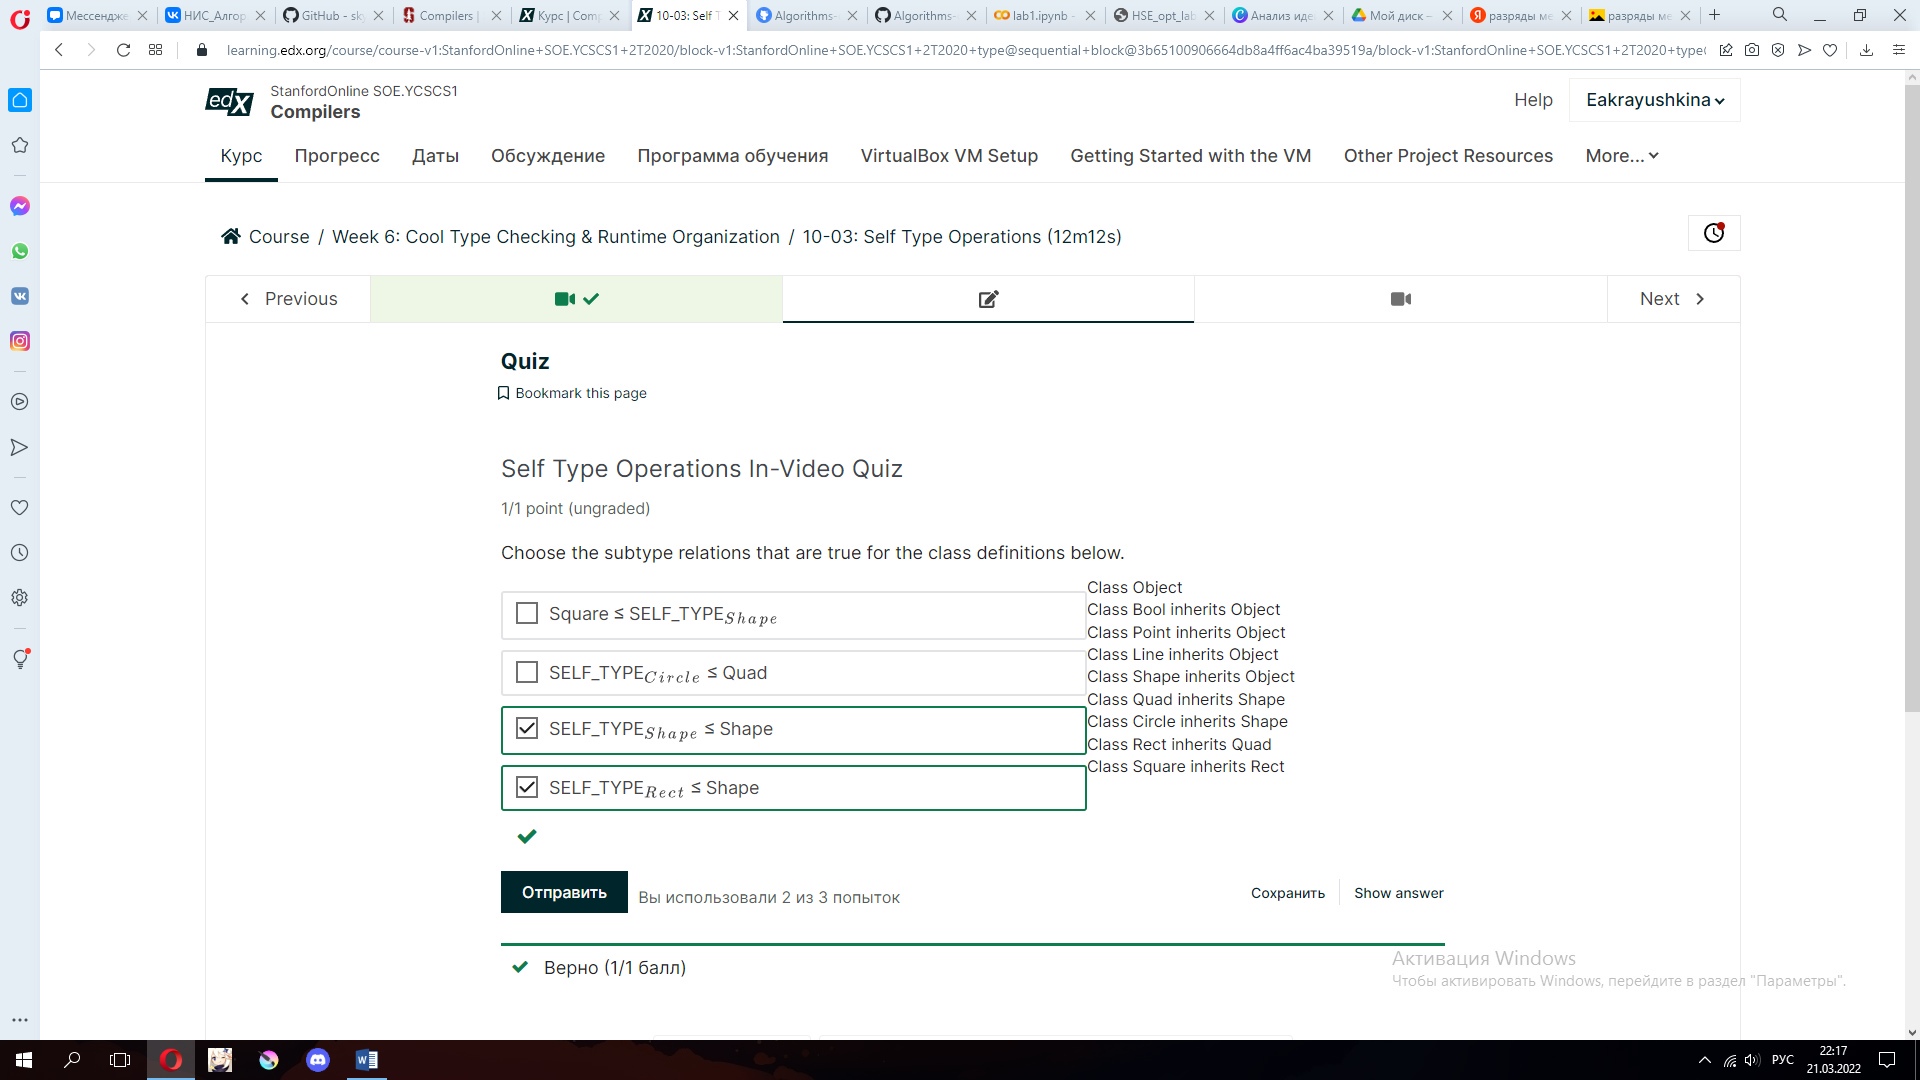 Мессендже
НИС_Алгор
GitHub - sky
Compilers |
Курс | Comp
10-03: Self T
Algorithms-
Algorithms-
lab1.ipynb -
HSE_opt_lab
Анализ иде
Мой диск –
разряды ме
разряды ме
learning.edx.org/course/course-v1:StanfordOnline+SOE.YCSCS1+2T2020/block-v1:StanfordOnline+SOE.YCSCS1+2T2020+type@sequential+block@3b65100906664db8a4ff6ac4ba39519a/block-v1:StanfordOnline+SOE.YCSCS1+2T2020+type(
edX
StanfordOnline SOE.YCSCS1
Compilers
Help
Eakrayushkina
Курс
Прогресс
Даты
Обсуждение
Программа обучения
VirtualBox VM Setup
Getting Started with the VM
Other Project Resources
More...
Course / Week 6: Cool Type Checking & Runtime Organization / 10-03: Self Type Operations (12m12s)
Previous
Next
Quiz
Bookmark this page
Self Type Operations In-Video Quiz
1/1 point (ungraded)
Choose the subtype relations that are true for the class definitions below.
Square ≤ SELF_TYPE Shape
SELF_TYPE Circle ≤ Quad
SELF_TYPE Shape ≤ Shape
SELF_TYPE Rect ≤ Shape
Class Object
Class Bool inherits Object
Class Point inherits Object
Class Line inherits Object
Class Shape inherits Object
Class Quad inherits Shape
Class Circle inherits Shape
Class Rect inherits Quad
Class Square inherits Rect
Отправить
Вы использовали 2 из 3 попыток
Сохранить
Show answer
Верно (1/1 балл)
Активация Windows
Чтобы активировать Windows, перейдите в раздел "Параметры".
РУС
22:17
21.03.2022